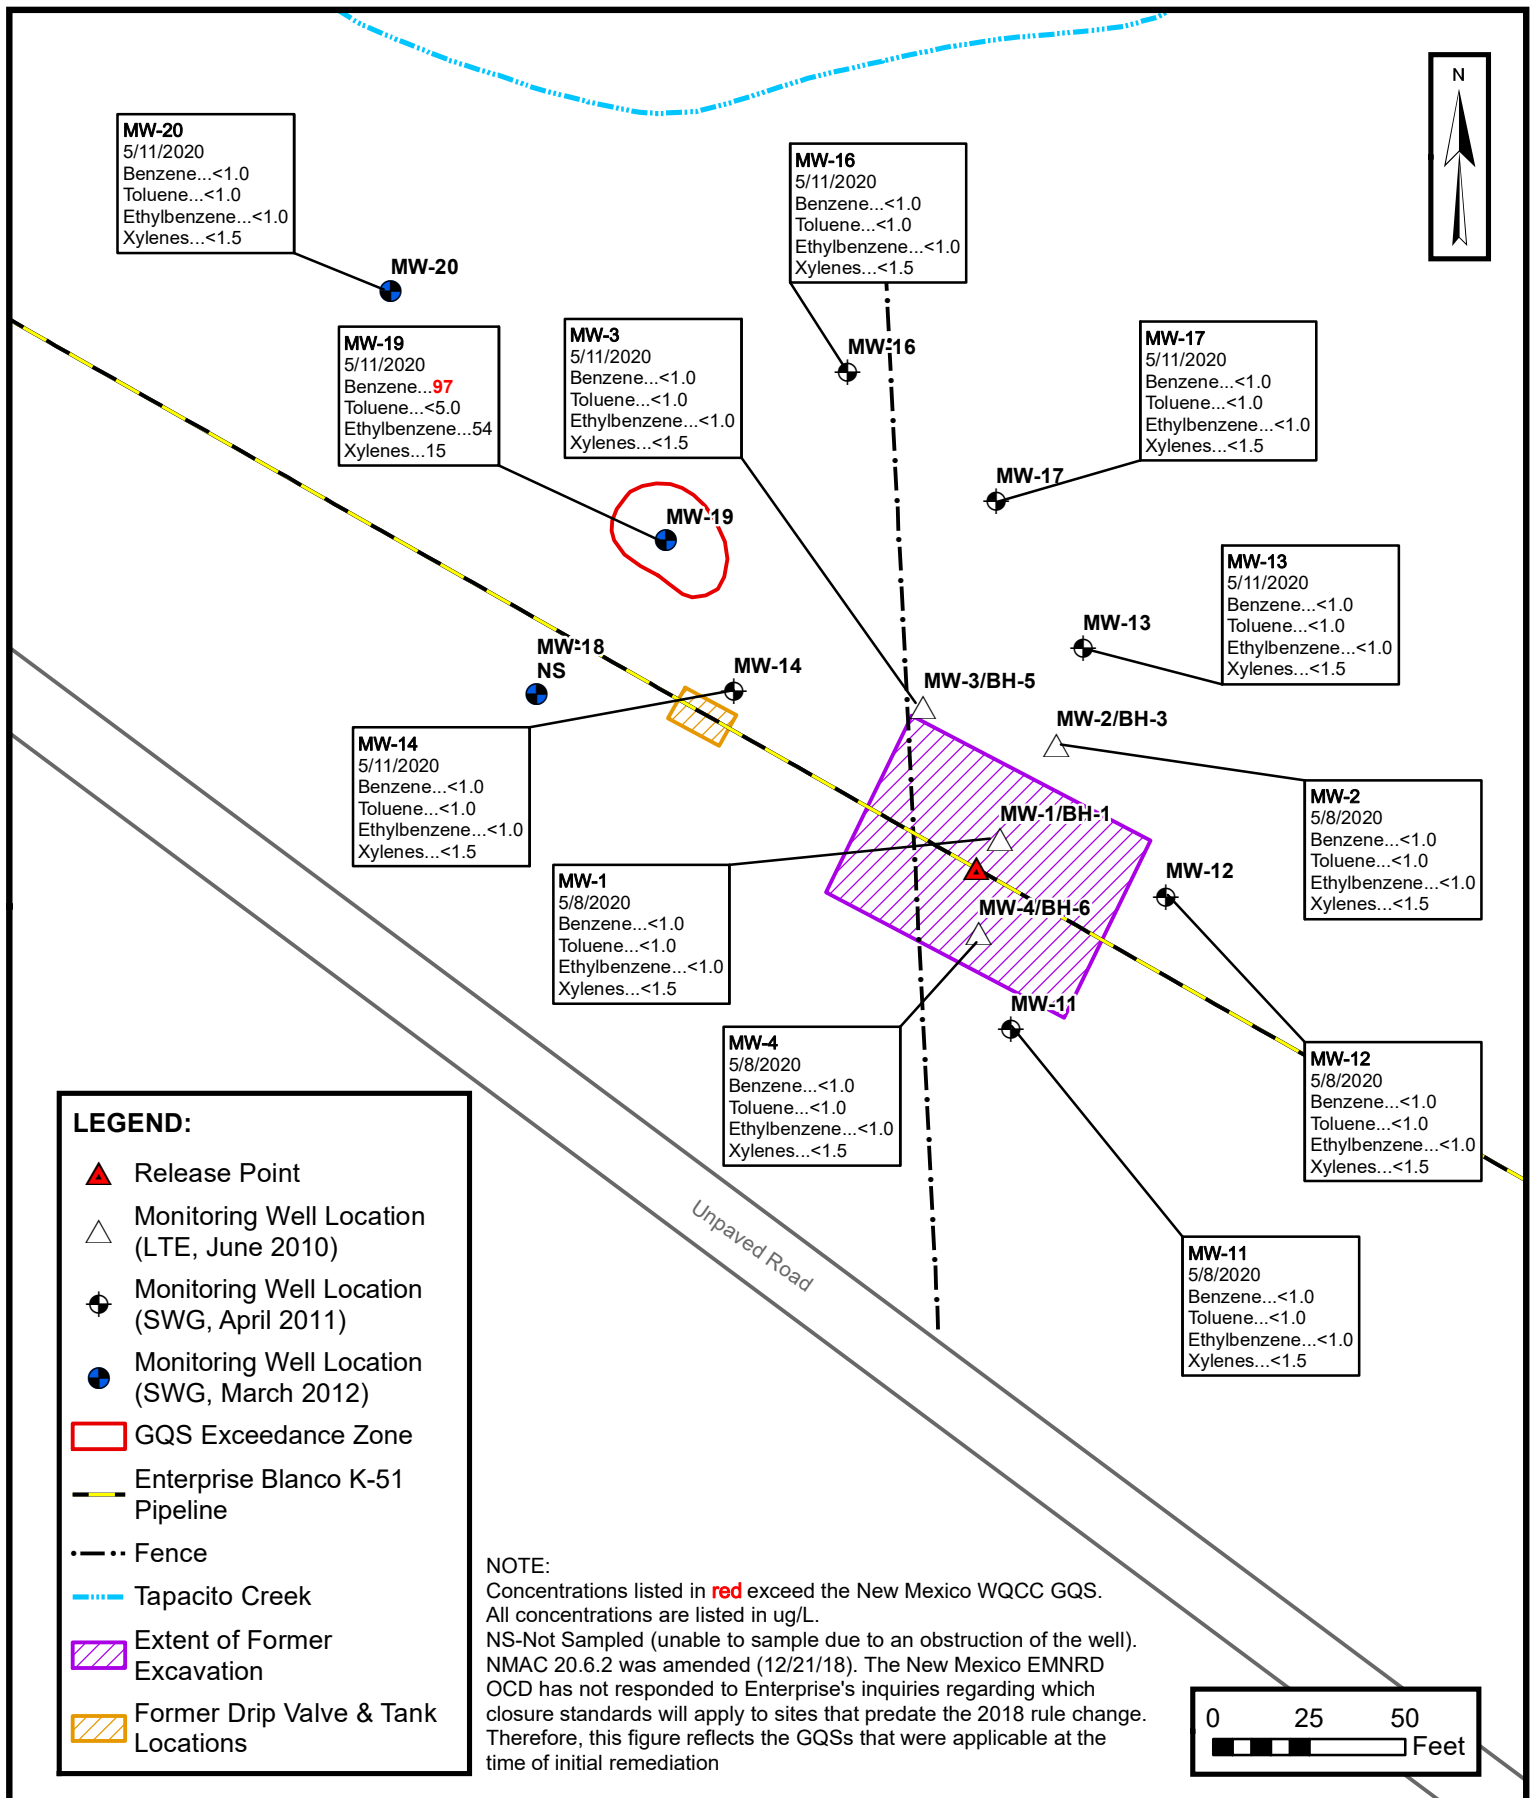 N
MW-20
5/11/2020
Benzene...<1.0
Toluene...<1.0
Ethylbenzene...<1.0
Xylenes...<1.5
MW-20
MW-16
5/11/2020
Benzene...<1.0
Toluene...<1.0
Ethylbenzene...<1.0
Xylenes...<1.5
MW-16
MW-19
5/11/2020
Benzene...97
Toluene...<5.0
Ethylbenzene...54
Xylenes...15
MW-19
MW-3
5/11/2020
Benzene...<1.0
Toluene...<1.0
Ethylbenzene...<1.0
Xylenes...<1.5
MW-17
5/11/2020
Benzene...<1.0
Toluene...<1.0
Ethylbenzene...<1.0
Xylenes...<1.5
MW-17
MW-13
5/11/2020
Benzene...<1.0
Toluene...<1.0
Ethylbenzene...<1.0
Xylenes...<1.5
MW-13
MW-18
NS
MW-14
MW-3/BH-5
MW-2/BH-3
MW-14
5/11/2020
Benzene...<1.0
Toluene...<1.0
Ethylbenzene...<1.0
Xylenes...<1.5
MW-2
5/8/2020
Benzene...<1.0
Toluene...<1.0
Ethylbenzene...<1.0
Xylenes...<1.5
MW-1/BH-1
MW-12
MW-1
5/8/2020
Benzene...<1.0
Toluene...<1.0
Ethylbenzene...<1.0
Xylenes...<1.5
MW-4/BH-6
MW-11
MW-4
5/8/2020
Benzene...<1.0
Toluene...<1.0
Ethylbenzene...<1.0
Xylenes...<1.5
MW-12
5/8/2020
Benzene...<1.0
Toluene...<1.0
Ethylbenzene...<1.0
Xylenes...<1.5
MW-11
5/8/2020
Benzene...<1.0
Toluene...<1.0
Ethylbenzene...<1.0
Xylenes...<1.5
Unpaved Road
LEGEND:
Release Point
Monitoring Well Location
(LTE, June 2010)
Monitoring Well Location
(SWG, April 2011)
Monitoring Well Location
(SWG, March 2012)
GQS Exceedance Zone
Enterprise Blanco K-51
Pipeline
Fence
Tapacito Creek
Extent of Former
Excavation
Former Drip Valve & Tank
Locations
NOTE:
Concentrations listed in red exceed the New Mexico WQCC GQS.
All concentrations are listed in ug/L.
NS-Not Sampled (unable to sample due to an obstruction of the well).
NMAC 20.6.2 was amended (12/21/18). The New Mexico EMNRD
OCD has not responded to Enterprise's inquiries regarding which
closure standards will apply to sites that predate the 2018 rule change.
Therefore, this figure reflects the GQSs that were applicable at the
time of initial remediation
0 25 50
Feet